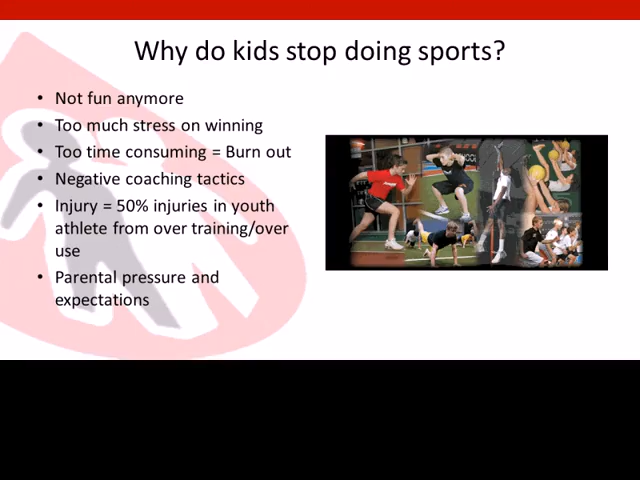 Why do kids stop doing sports?
• Not fun anymore
• Too much stress on winning
• Too time consuming = Burn out
• Negative coaching tactics
• Injury = 50% injuries in youth
athlete from over training/over
use
• Parental pressure and
expectations